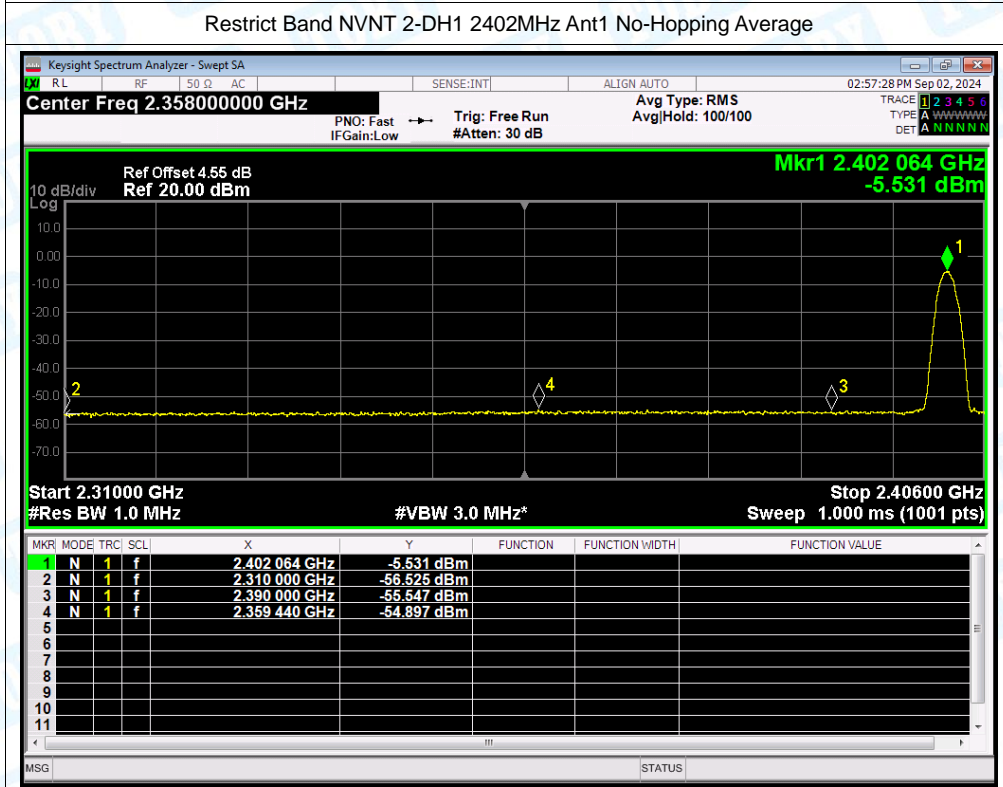 Restrict Band NVNT 2-DH1 2402MHz Ant1 No-Hopping Average
Keysight Spectrum Analyzer - Swept SA
LXI RL RF 50 Ω AC SENSE:INT ALIGN AUTO 02:57:28 PM Sep 02, 2024
Center Freq 2.358000000 GHz
PNO: Fast
IFGain:Low
Trig: Free Run
#Atten: 30 dB
Avg Type: RMS
Avg|Hold: 100/100
TRACE 1 2 3 4 5 6
TYPE A WWWWW
DET A N N N N N
Mkr1 2.402 064 GHz
-5.531 dBm
Ref Offset 4.55 dB
10 dB/div Ref 20.00 dBm
Log
10.0
0.00
-10.0
-20.0
-30.0
-40.0
-50.0
-60.0
-70.0
1
2
4
3
Start 2.31000 GHz Stop 2.40600 GHz
#Res BW 1.0 MHz #VBW 3.0 MHz* Sweep 1.000 ms (1001 pts)
MKR MODE TRC SCL X Y FUNCTION FUNCTION WIDTH FUNCTION VALUE
1 N 1 f 2.402 064 GHz -5.531 dBm
2 N 1 f 2.310 000 GHz -56.525 dBm
3 N 1 f 2.390 000 GHz -55.547 dBm
4 N 1 f 2.359 440 GHz -54.897 dBm
5
6
7
8
9
10
11
MSG STATUS